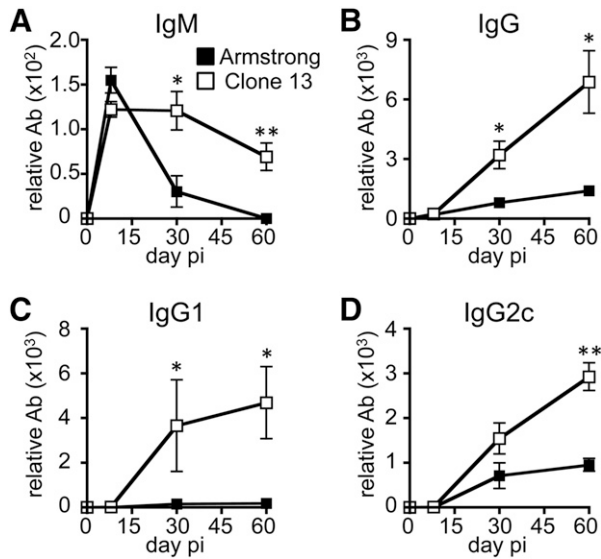 A IgM
relative Ab (x10²)
2.0
1.5
1.0
0.5
0
0 15 30 45 60
day pi
■ Armstrong
□ Clone 13
*
**
B IgG
relative Ab (x10³)
9
6
3
0
0 15 30 45 60
day pi
*
*
C IgG1
relative Ab (x10³)
8
6
4
2
0
0 15 30 45 60
day pi
*
*
D IgG2c
relative Ab (x10³)
4
3
2
1
0
0 15 30 45 60
day pi
**